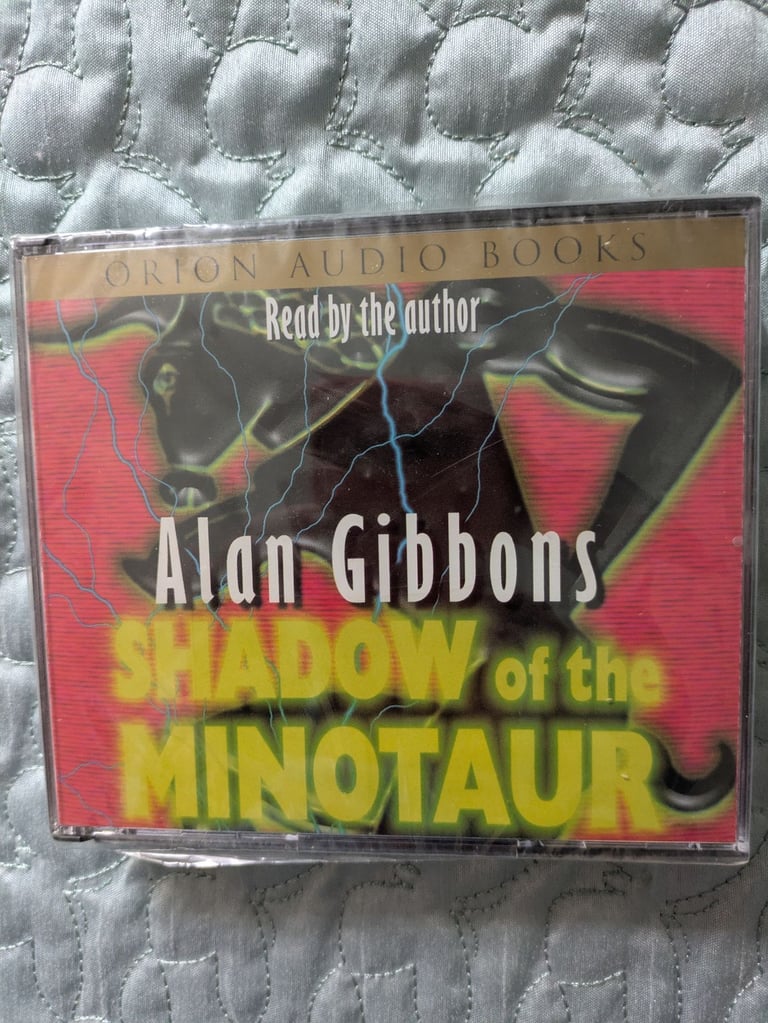 ORION AUDIO BOOKS
Read by the author
Alan Gibbons
SHADOW of the
MINOTAUR